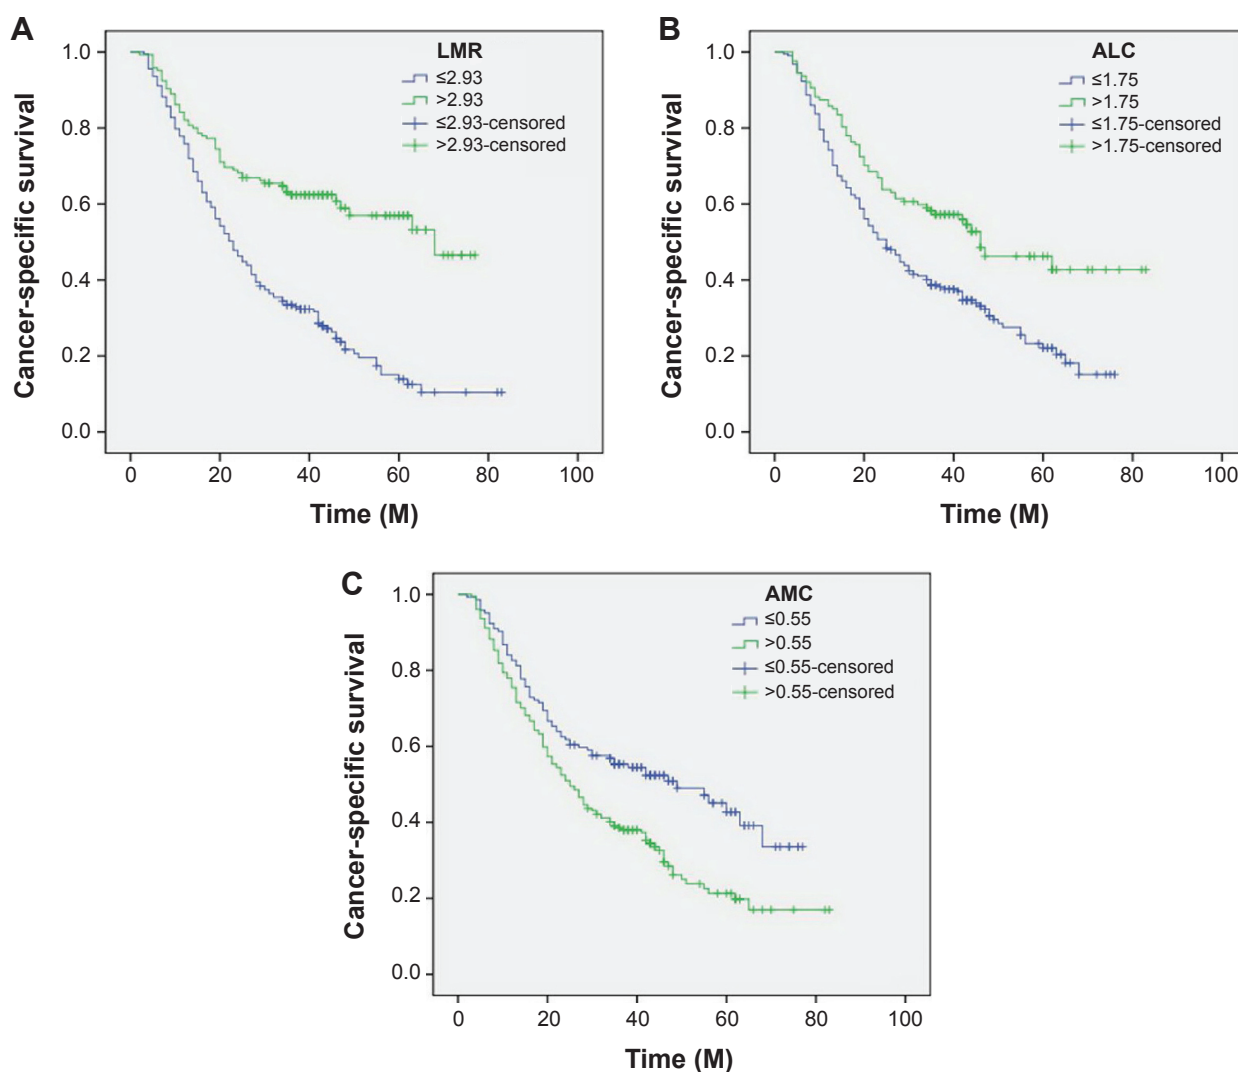 A
LMR
≤2.93
>2.93
≤2.93-censored
>2.93-censored
Cancer-specific survival
1.0
0.8
0.6
0.4
0.2
0.0
0 20 40 60 80 100
Time (M)
B
ALC
≤1.75
>1.75
≤1.75-censored
>1.75-censored
Cancer-specific survival
1.0
0.8
0.6
0.4
0.2
0.0
0 20 40 60 80 100
Time (M)
C
AMC
≤0.55
>0.55
≤0.55-censored
>0.55-censored
Cancer-specific survival
1.0
0.8
0.6
0.4
0.2
0.0
0 20 40 60 80 100
Time (M)